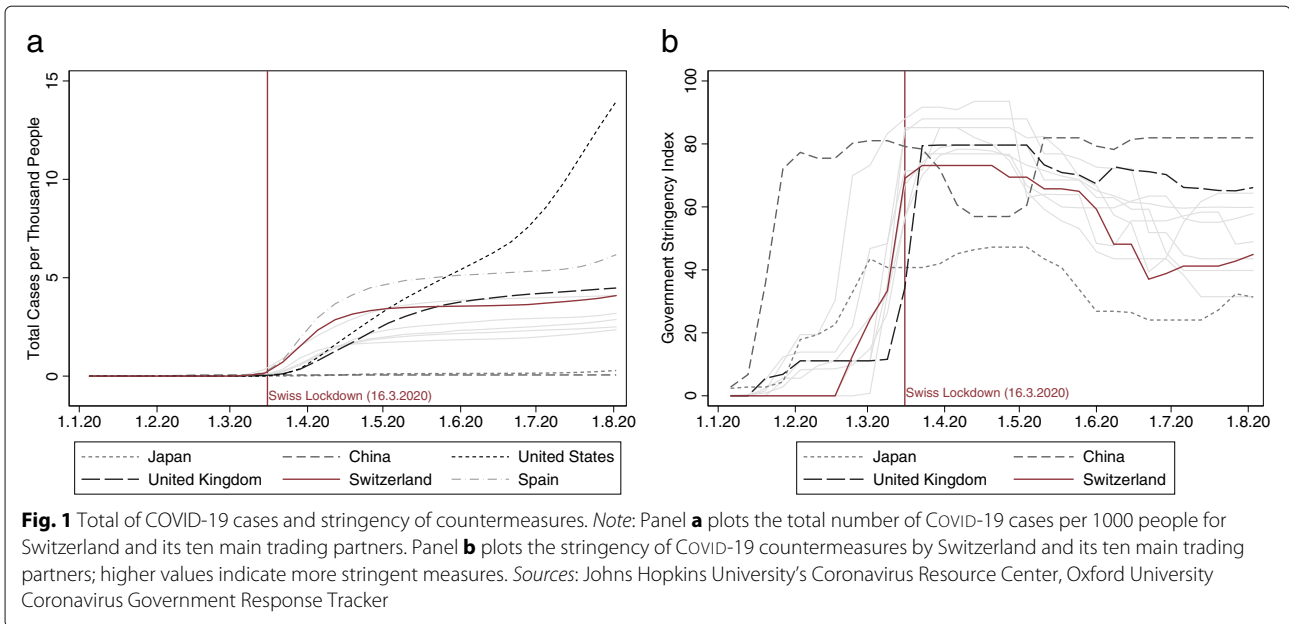 a
b
Total Cases per Thousand People
15
10
5
0
Swiss Lockdown (16.3.2020)
1.1.20 1.2.20 1.3.20 1.4.20 1.5.20 1.6.20 1.7.20 1.8.20
Japan China United States
United Kingdom Switzerland Spain
Government Stringency Index
100
80
60
40
20
0
Swiss Lockdown (16.3.2020)
1.1.20 1.2.20 1.3.20 1.4.20 1.5.20 1.6.20 1.7.20 1.8.20
Japan China
United Kingdom Switzerland
Fig. 1 Total of COVID-19 cases and stringency of countermeasures. Note: Panel a plots the total number of COVID-19 cases per 1000 people for
Switzerland and its ten main trading partners. Panel b plots the stringency of COVID-19 countermeasures by Switzerland and its ten main trading
partners; higher values indicate more stringent measures. Sources: Johns Hopkins University's Coronavirus Resource Center, Oxford University
Coronavirus Government Response Tracker